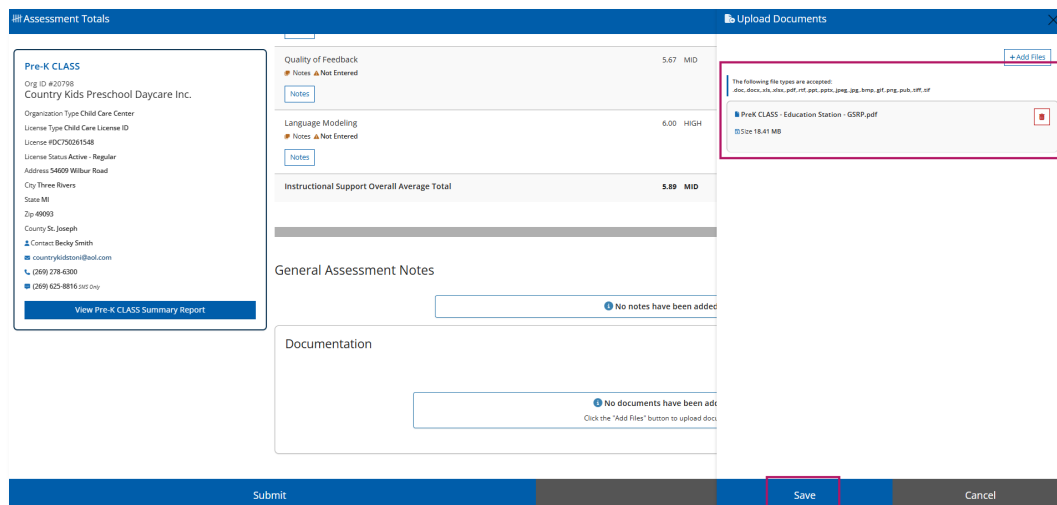 Assessment Totals
Pre-K CLASS
Org ID #20798
Country Kids Preschool Daycare Inc.
Organization Type Child Care Center
License Type Child Care License ID
License #DC750261548
License Status Active - Regular
Address 54609 Wilbur Road
City Three Rivers
State MI
Zip 49093
County St. Joseph
Contact Becky Smith
countrykidstoni@aol.com
(269) 278-6300
(269) 625-8816 SMS Only
View Pre-K CLASS Summary Report
Quality of Feedback 5.67 MID
Notes Not Entered
Notes
Language Modeling 6.00 HIGH
Notes Not Entered
Notes
Instructional Support Overall Average Total 5.89 MID
General Assessment Notes
No notes have been added
Documentation
No documents have been add
Click the "Add Files" button to upload docu
Submit
Upload Documents
+Add Files
The following file types are accepted:
.doc,.docx,.xls,.xlsx,.pdf,.rtf,.ppt,.pptx,.jpeg,.jpg,.bmp,.gif,.png,.pub,.tiff,.tif
PreK CLASS - Education Station - GSRP.pdf
Size 18.41 MB
Save
Cancel